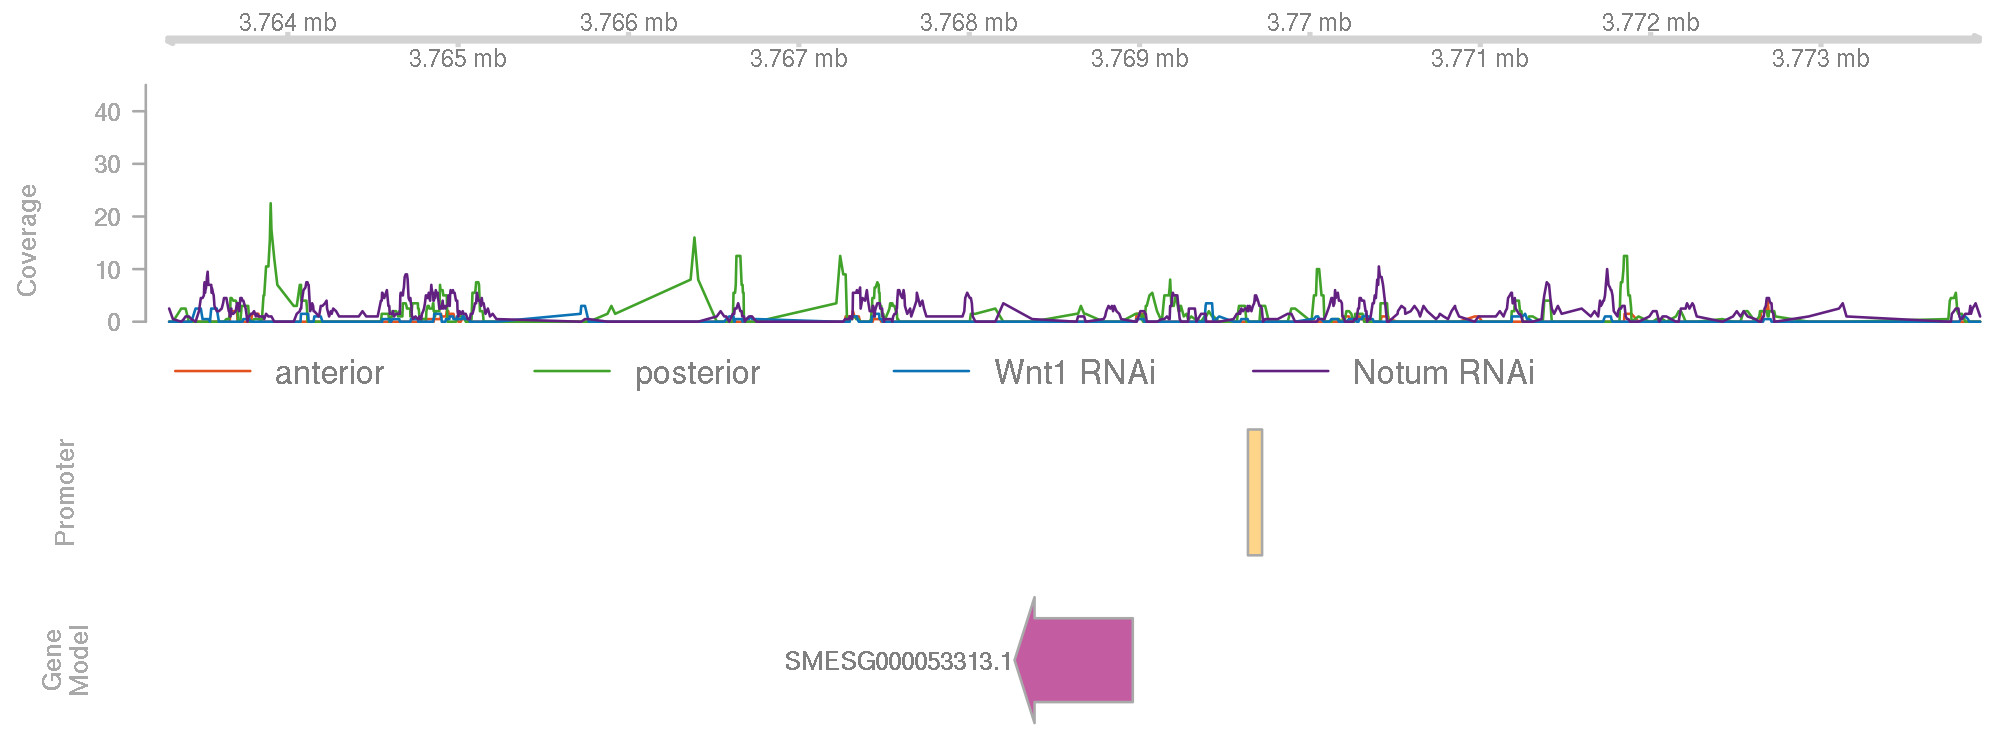 3.764 mb 3.766 mb 3.768 mb 3.77 mb 3.772 mb
3.765 mb 3.767 mb 3.769 mb 3.771 mb 3.773 mb
Coverage
40
30
20
10
0
anterior posterior Wnt1 RNAi Notum RNAi
Promoter
Gene
Model
SMESG000053313.1